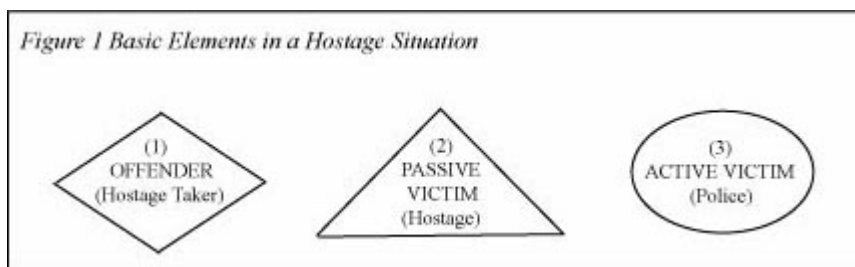 Figure 1 Basic Elements in a Hostage Situation
(1)
OFFENDER
(Hostage Taker)
(2)
PASSIVE
VICTIM
(Hostage)
(3)
ACTIVE VICTIM
(Police)